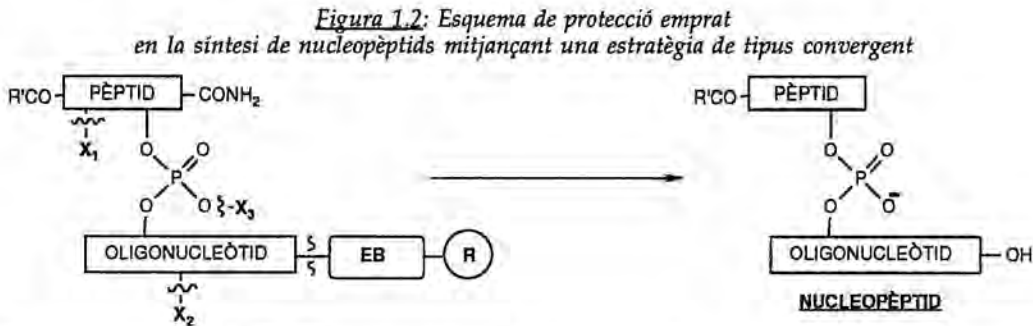 Figura 1.2: Esquema de protecció emprat
en la síntesi de nucleopèptids mitjançant una estratègia de tipus convergent
R'CO PÈPTID CONH₂
X₁
O O
P
O O -X₃
OLIGONUCLEÒTID EB R
X₂
R'CO PÈPTID
O O
P
O O⁻
OLIGONUCLEÒTID OH
NUCLEOPÈPTID